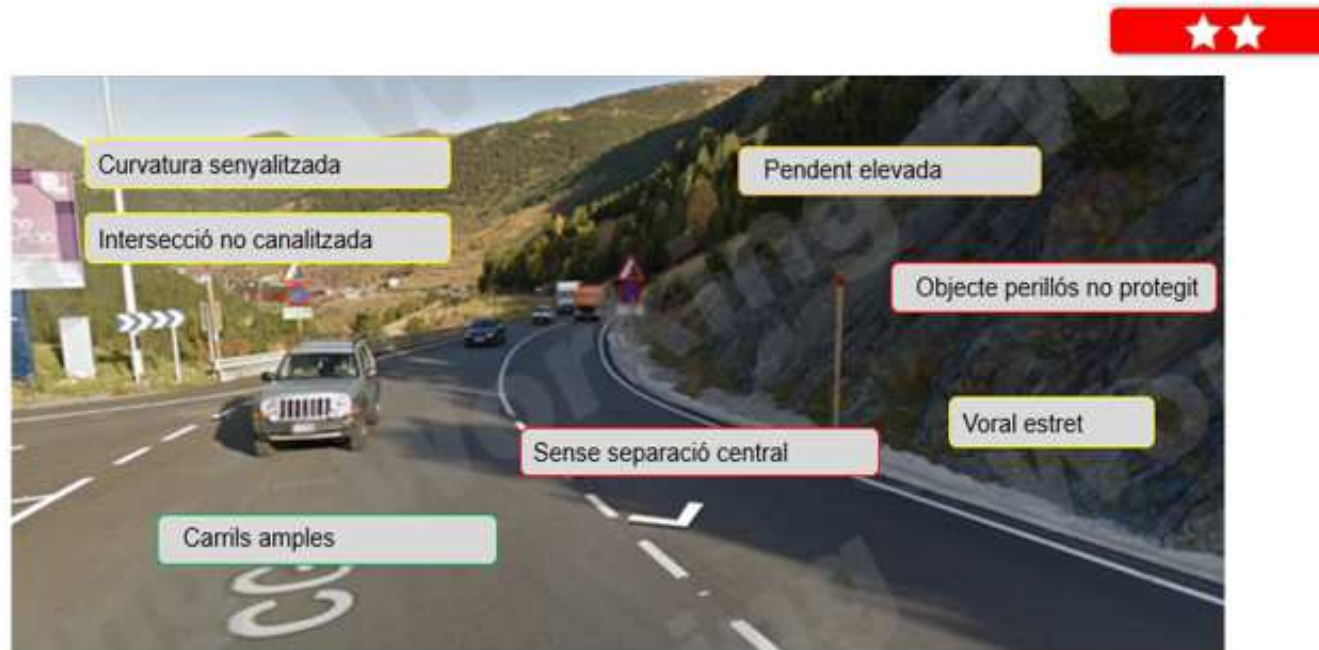 Curvatura senyalitzada
Pendent elevada
Intersecció no canalitzada
Objecte perillós no protegit
Voral estret
Sense separació central
Carrils amples